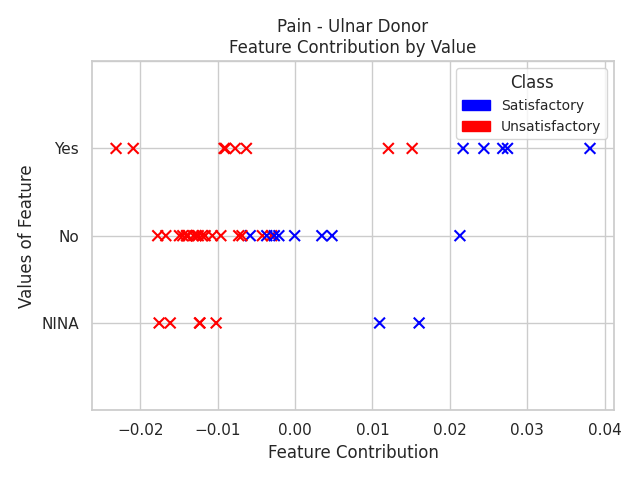 Pain - Ulnar Donor
Feature Contribution by Value
Class
Satisfactory
Unsatisfactory
Values of Feature
Yes
No
NINA
−0.02 −0.01 0.00 0.01 0.02 0.03 0.04
Feature Contribution